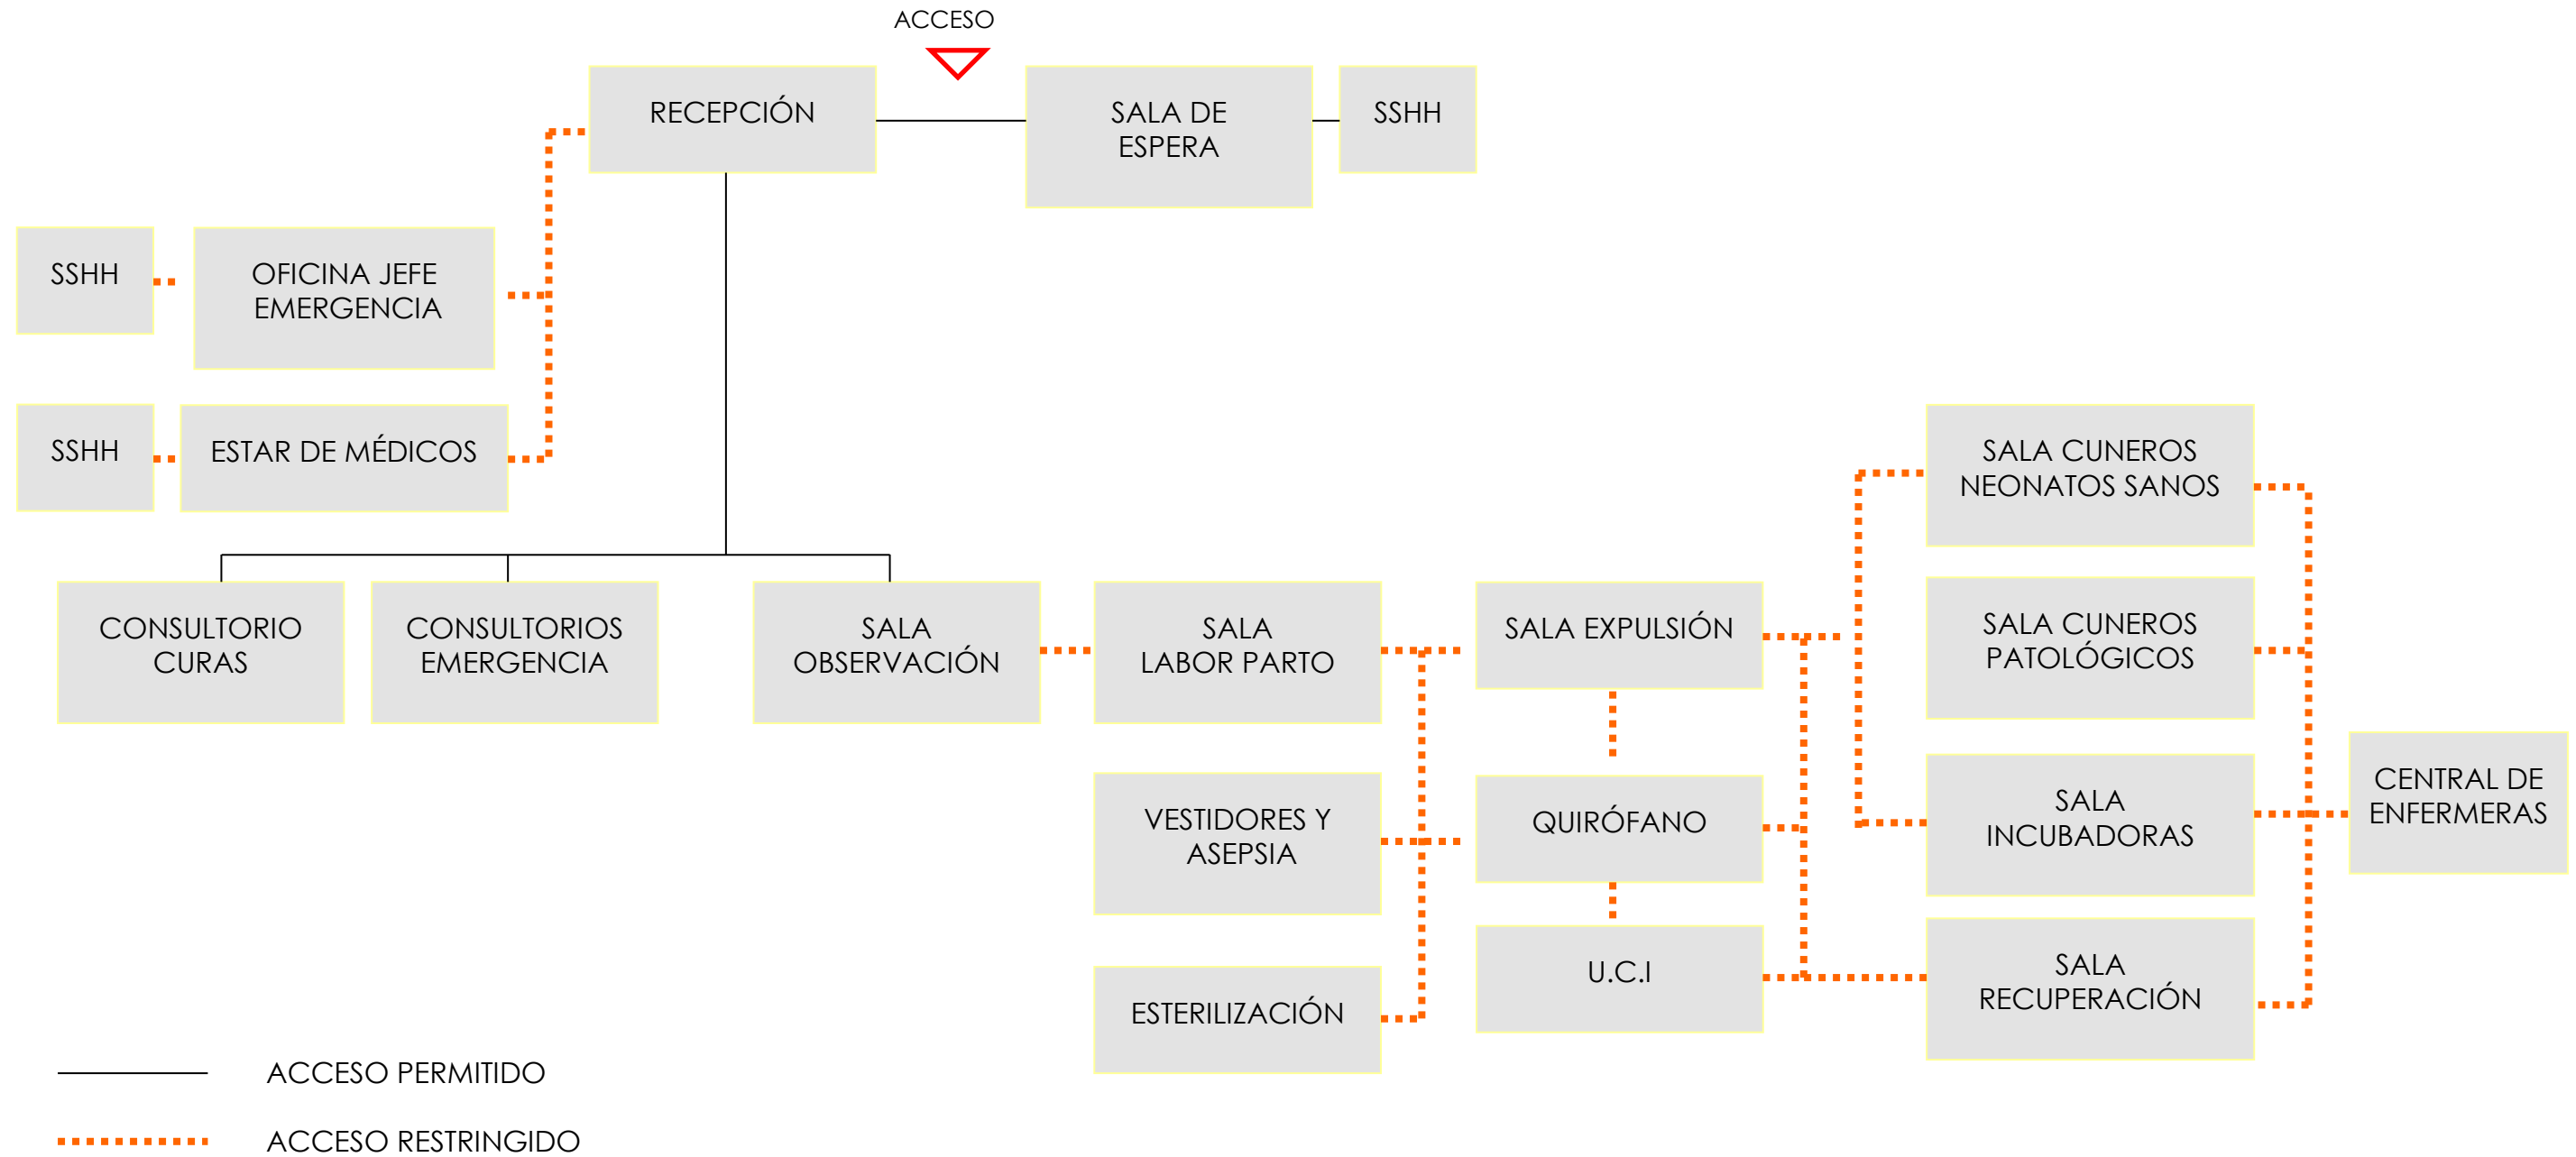 ACCESO
RECEPCIÓN
SALA DE
ESPERA
SSHH
SSHH
OFICINA JEFE
EMERGENCIA
SSHH
ESTAR DE MÉDICOS
SALA CUNEROS
NEONATOS SANOS
CONSULTORIO
CURAS
CONSULTORIOS
EMERGENCIA
SALA
OBSERVACIÓN
SALA
LABOR PARTO
SALA EXPULSIÓN
SALA CUNEROS
PATOLÓGICOS
VESTIDORES Y
ASEPSIA
QUIRÓFANO
SALA
INCUBADORAS
CENTRAL DE
ENFERMERAS
ESTERILIZACIÓN
U.C.I
SALA
RECUPERACIÓN
ACCESO PERMITIDO
ACCESO RESTRINGIDO